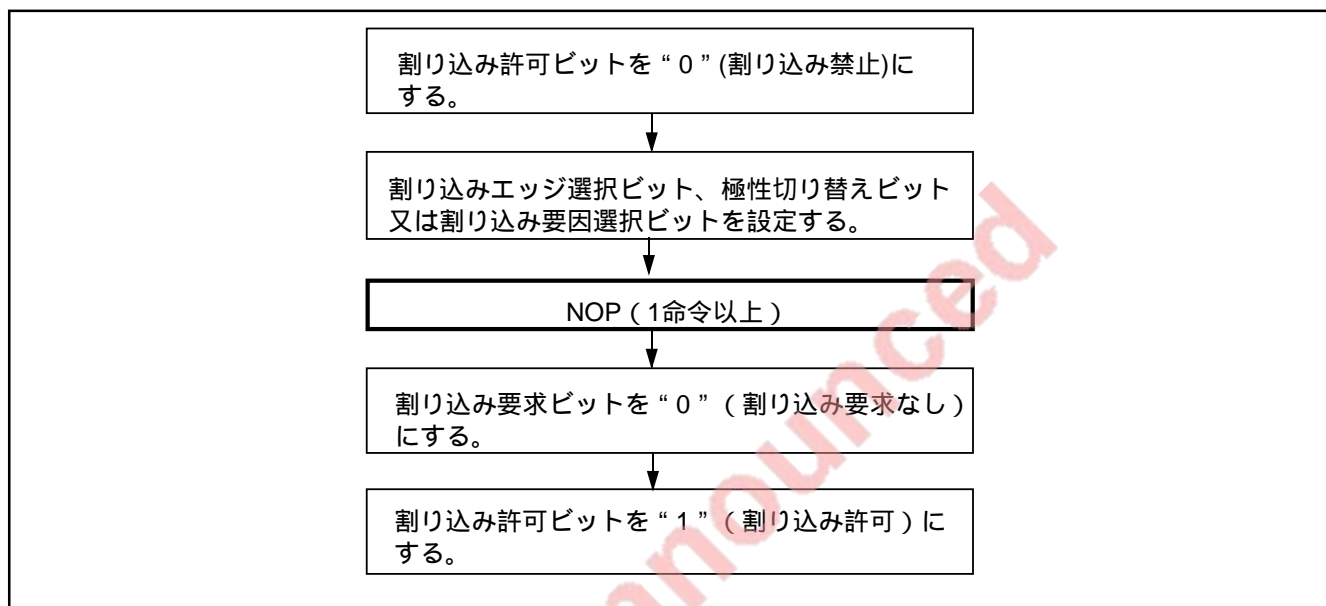 割り込み許可ビットを“0”(割り込み禁止)に
する。
割り込みエッジ選択ビット、極性切り替えビット
又は割り込み要因選択ビットを設定する。
NOP（1命令以上）
割り込み要求ビットを“0”（割り込み要求なし）
にする。
割り込み許可ビットを“1”（割り込み許可）に
する。
nnounced